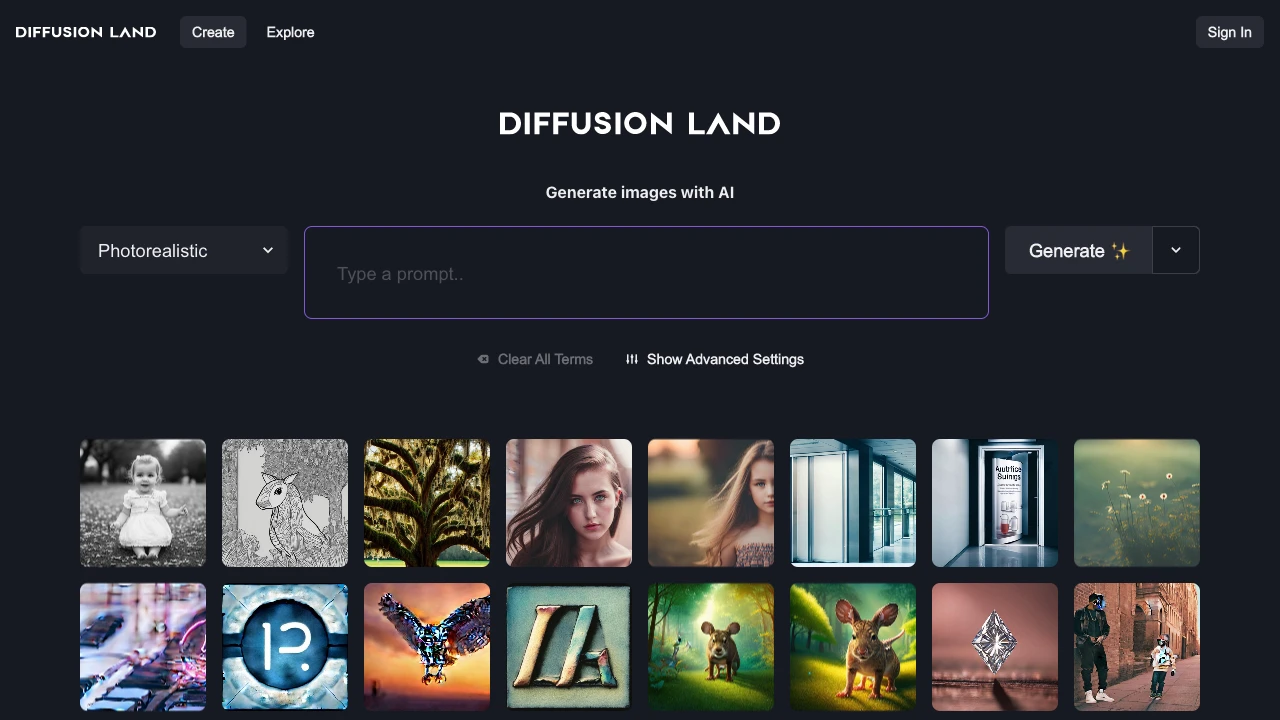 DIFFUSION LAND
Create
Explore
Sign In
DIFFUSION LAND
Generate images with AI
Photorealistic
Type a prompt..
Generate ✨
Clear All Terms
Show Advanced Settings